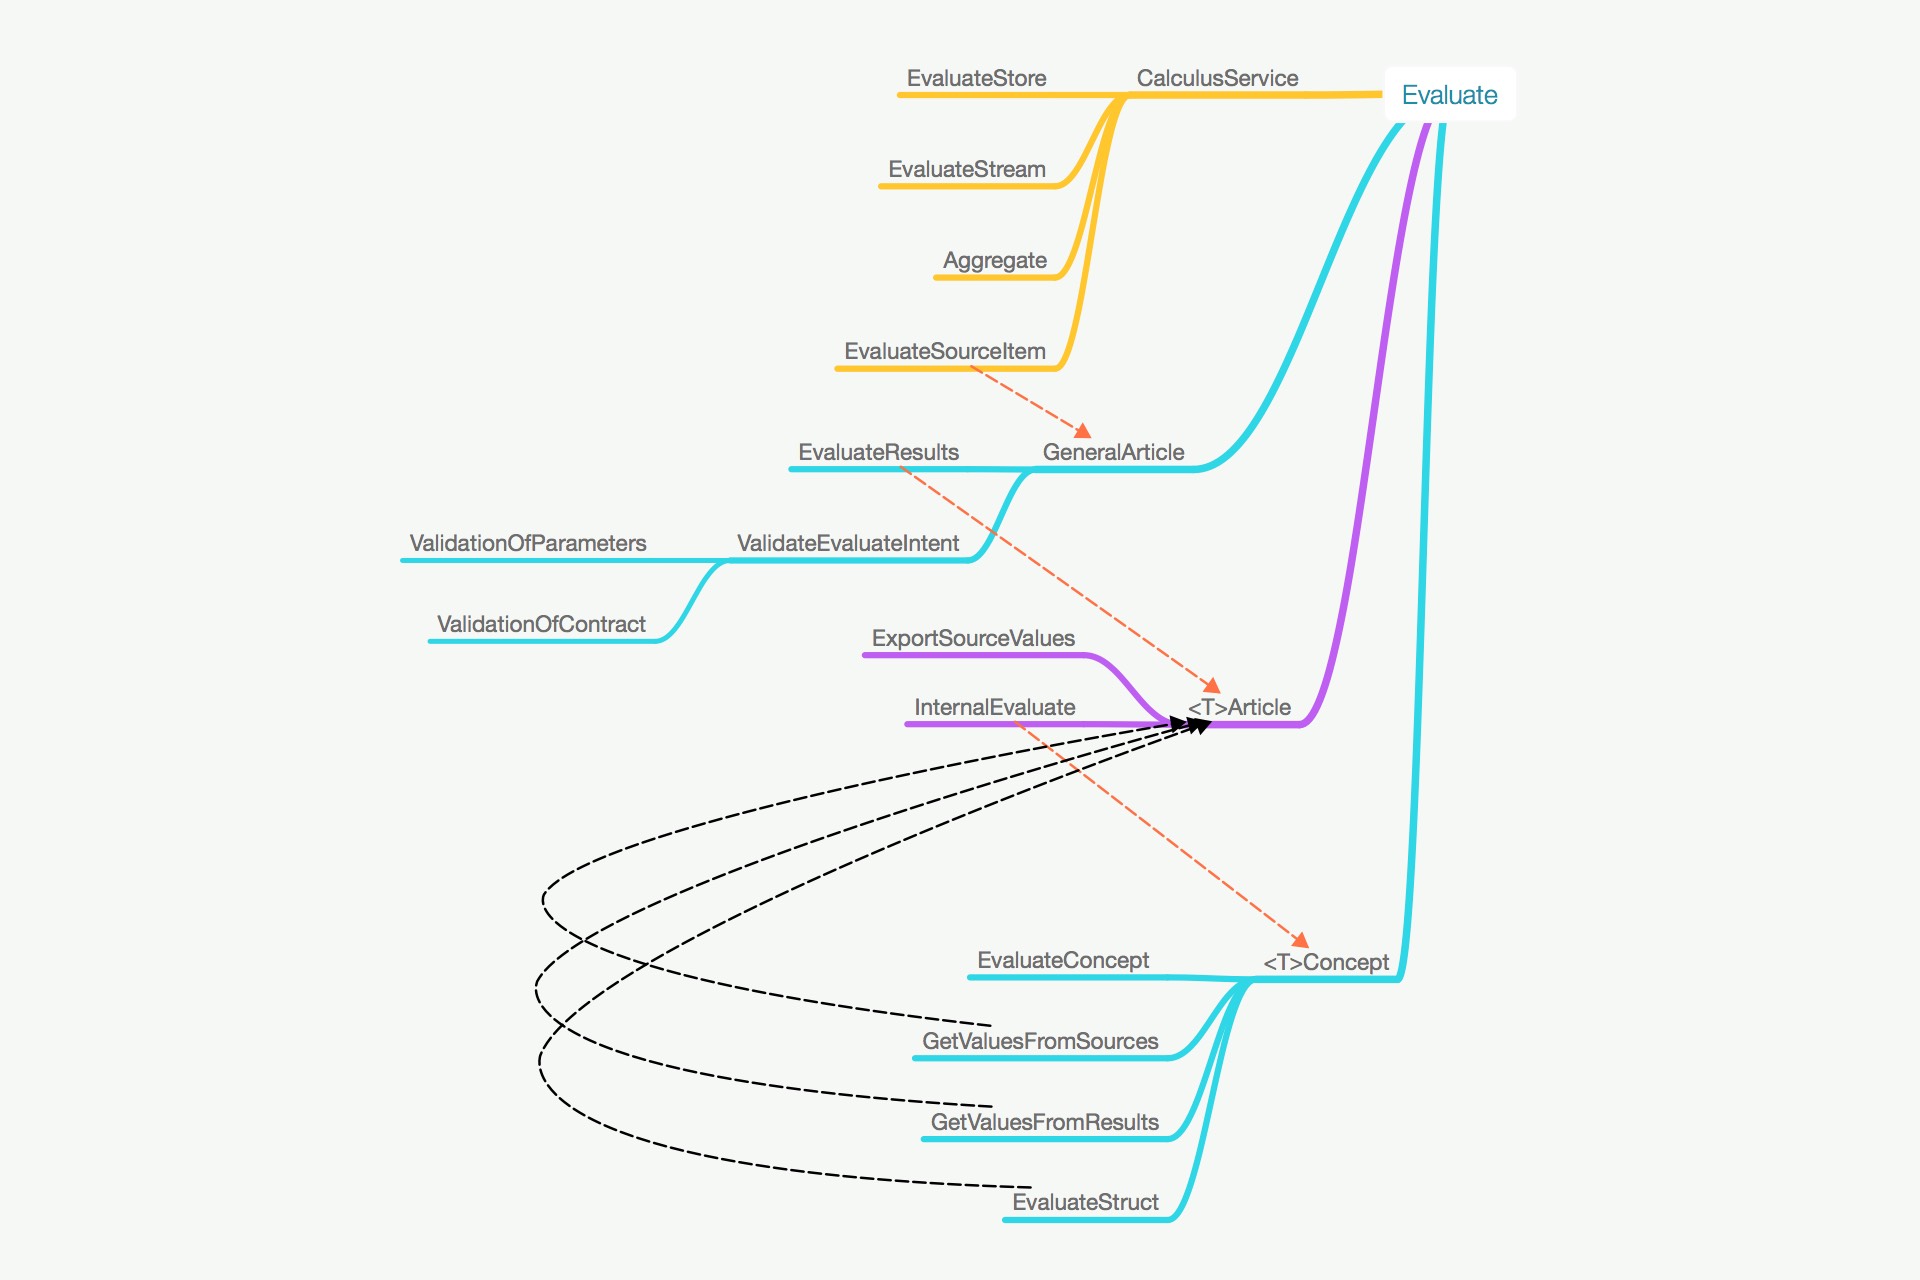 EvaluateStore
CalculusService
Evaluate
EvaluateStream
Aggregate
EvaluateSourceItem
EvaluateResults
GeneralArticle
ValidationOfParameters
ValidateEvaluateIntent
ValidationOfContract
ExportSourceValues
InternalEvaluate
<T>Article
EvaluateConcept
<T>Concept
GetValuesFromSources
GetValuesFromResults
EvaluateStruct